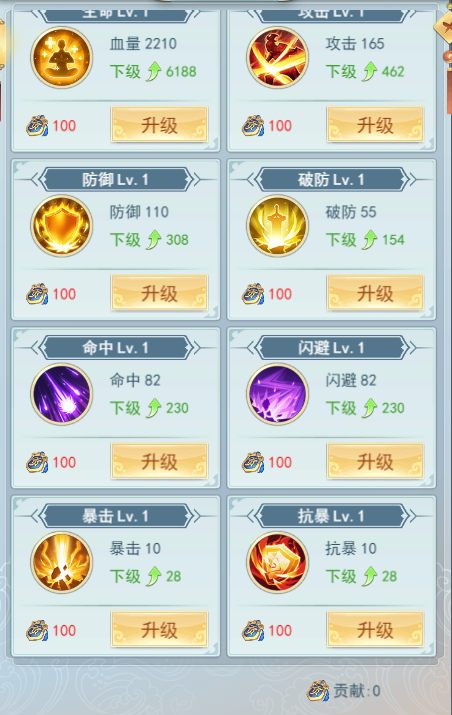 生命 Lv. 1
血量 2210
下级 6188
100 升级
攻击 Lv. 1
攻击 165
下级 462
100 升级
防御 Lv. 1
防御 110
下级 308
100 升级
破防 Lv. 1
破防 55
下级 154
100 升级
命中 Lv. 1
命中 82
下级 230
100 升级
闪避 Lv. 1
闪避 82
下级 230
100 升级
暴击 Lv. 1
暴击 10
下级 28
100 升级
抗暴 Lv. 1
抗暴 10
下级 28
100 升级
贡献:0